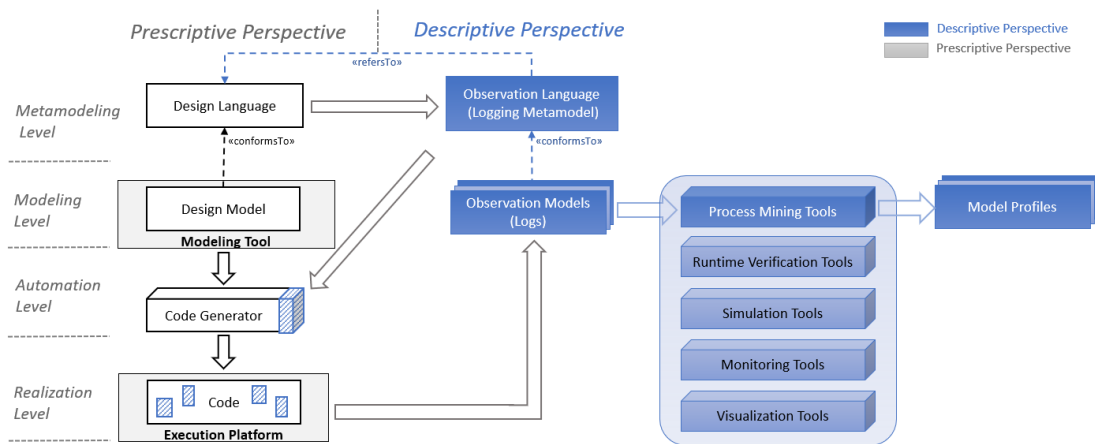 Prescriptive Perspective
Descriptive Perspective
Descriptive Perspective
Prescriptive Perspective
«refersTo»
Metamodeling
Level
Design Language
Observation Language
(Logging Metamodel)
«conformsTo»
«conformsTo»
Modeling
Level
Design Model
Modeling Tool
Observation Models
(Logs)
Process Mining Tools
Model Profiles
Runtime Verification Tools
Automation
Level
Code Generator
Simulation Tools
Monitoring Tools
Realization
Level
Code
Execution Platform
Visualization Tools